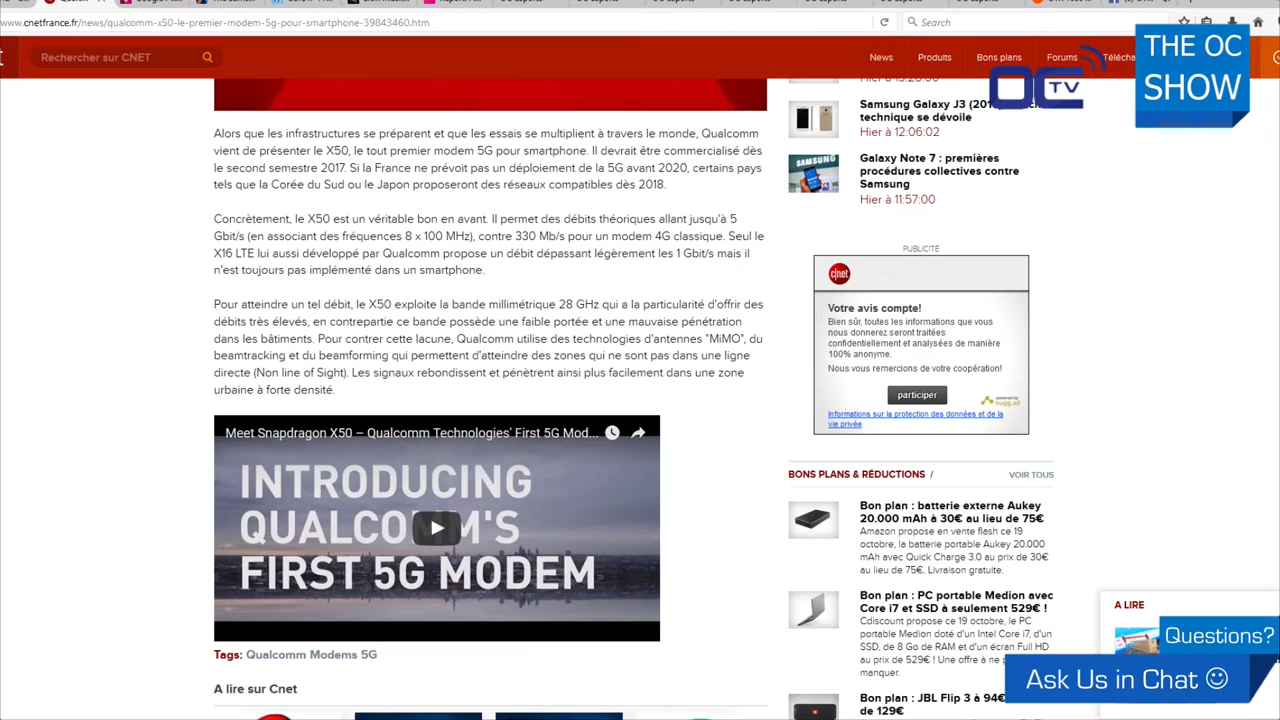 www.cnetfrance.fr/news/qualcomm-x50-le-premier-modem-5g-pour-smartphone-39843460.htm
Search
Rechercher sur CNET
News
Produits
Bons plans
Forums
Télécha
OC TV
THE OC
SHOW
Alors que les infrastructures se préparent et que les essais se multiplient à travers le monde, Qualcomm
vient de présenter le X50, le tout premier modem 5G pour smartphone. Il devrait être commercialisé dès
le second semestre 2017. Si la France ne prévoit pas un déploiement de la 5G avant 2020, certains pays
tels que la Corée du Sud ou le Japon proposeront des réseaux compatibles dès 2018.
Concrètement, le X50 est un véritable bon en avant. Il permet des débits théoriques allant jusqu'à 5
Gbit/s (en associant des fréquences 8 x 100 MHz), contre 330 Mb/s pour un modem 4G classique. Seul le
X16 LTE lui aussi développé par Qualcomm propose un débit dépassant légèrement les 1 Gbit/s mais il
n'est toujours pas implémenté dans un smartphone.
Pour atteindre un tel débit, le X50 exploite la bande millimétrique 28 GHz qui a la particularité d'offrir des
débits très élevés, en contrepartie ce bande possède une faible portée et une mauvaise pénétration
dans les bâtiments. Pour contrer cette lacune, Qualcomm utilise des technologies d'antennes "MiMO", du
beamtracking et du beamforming qui permettent d'atteindre des zones qui ne sont pas dans une ligne
directe (Non line of Sight). Les signaux rebondissent et pénètrent ainsi plus facilement dans une zone
urbaine à forte densité.
Meet Snapdragon X50 – Qualcomm Technologies' First 5G Mod...
INTRODUCING
QUALCOMM'S
FIRST 5G MODEM
Tags: Qualcomm Modems 5G
A lire sur Cnet
Samsung Galaxy J3
technique se dévoile
Hier à 12:06:02
Galaxy Note 7 : premières
procédures collectives contre
Samsung
SAMSUNG
Hier à 11:57:00
PUBLICITÉ
c|net
Votre avis compte!
Bien sûr, toutes les informations que vous
nous donnerez seront traitées
confidentiellement et analysées de manière
100% anonyme.
Nous vous remercions de votre coopération!
participer
powered by
nugg.ad
Informations sur la protection des données et de la
vie privée
BONS PLANS & RÉDUCTIONS /
VOIR TOUS
Bon plan : batterie externe Aukey
20.000 mAh à 30€ au lieu de 75€
Amazon propose en vente flash ce 19
octobre, la batterie portable Aukey 20.000
mAh avec Quick Charge 3.0 au prix de 30€
au lieu de 75€. Livraison gratuite.
Bon plan : PC portable Medion avec
Core i7 et SSD à seulement 529€ !
Cdiscount propose ce 19 octobre, le PC
portable Medion doté d'un Intel Core i7, d'un
SSD, de 8 Go de RAM et d'un écran Full HD
au prix de 529€ ! Une offre à ne
manquer.
Bon plan : JBL Flip 3 à 94€
de 129€
A LIRE
Questions?
Ask Us in Chat ☺